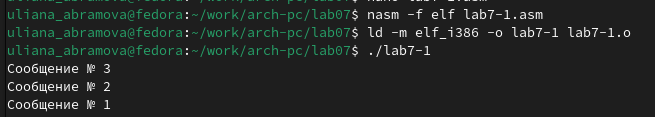 uliana_abramova@fedora:~/work/arch-pc/lab07$ nasm -f elf lab7-1.asm
uliana_abramova@fedora:~/work/arch-pc/lab07$ ld -m elf_i386 -o lab7-1 lab7-1.o
uliana_abramova@fedora:~/work/arch-pc/lab07$ ./lab7-1
Сообщение № 3
Сообщение № 2
Сообщение № 1